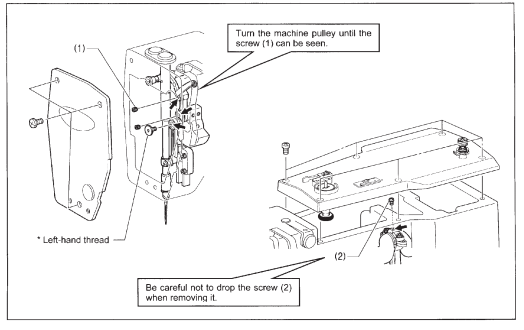 Turn the machine pulley until the
screw (1) can be seen.
(1)
* Left-hand thread
(2)
Be careful not to drop the screw (2)
when removing it.